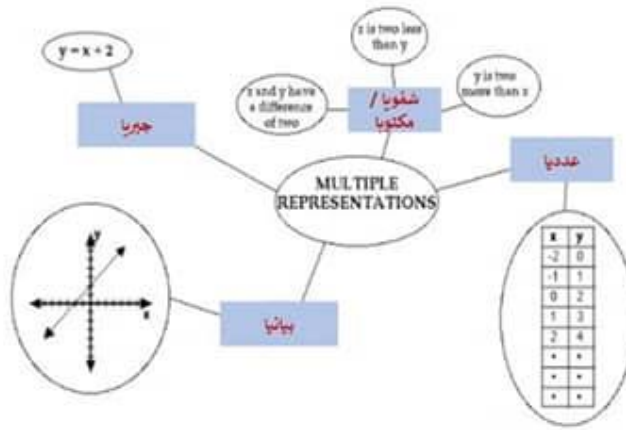 y = x + 2
x is two less
than y
x and y have
a difference
of two
y is two
more than x
شفويا /
مكتوبا
جبريا
عدديا
MULTIPLE
REPRESENTATIONS
بيانيا
y
x
x y
-2 0
-1 1
0 2
1 3
2 4
• •
• •
• •